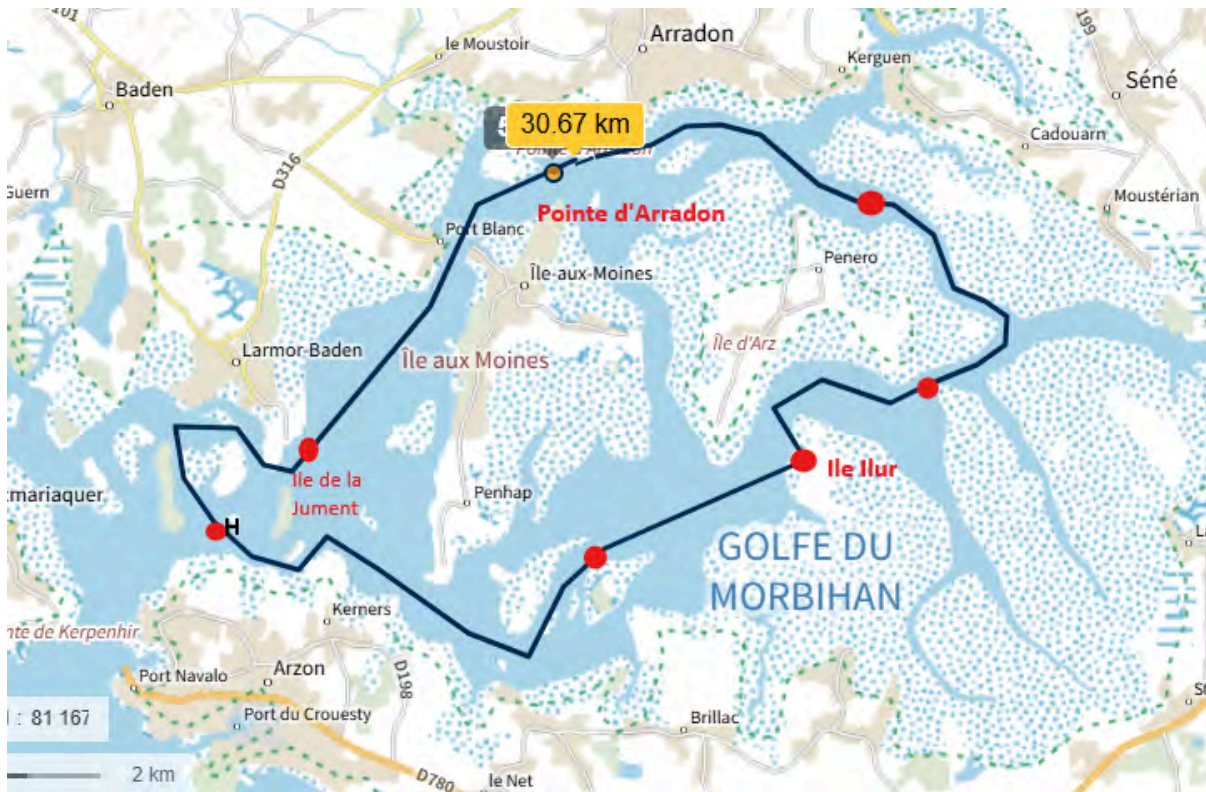 101
le Moustoir
Arradon
199
Kerguen
Séné
Baden
30.67 km
Cadouarn
D316
Guern
Moustérian
Pointe d'Arradon
Port Blanc
Île-aux-Moines
Penero
Larmor-Baden
Île aux Moines
Île d'Arz
Ile de la
Jument
Ile Ilur
tmariaquer
Penhap
H
GOLFE DU
MORBIHAN
Kerners
nte de Kerpenhir
Arzon
Port Navalo
D198
: 81 167
Port du Crouesty
Brillac
2 km
D780
le Net